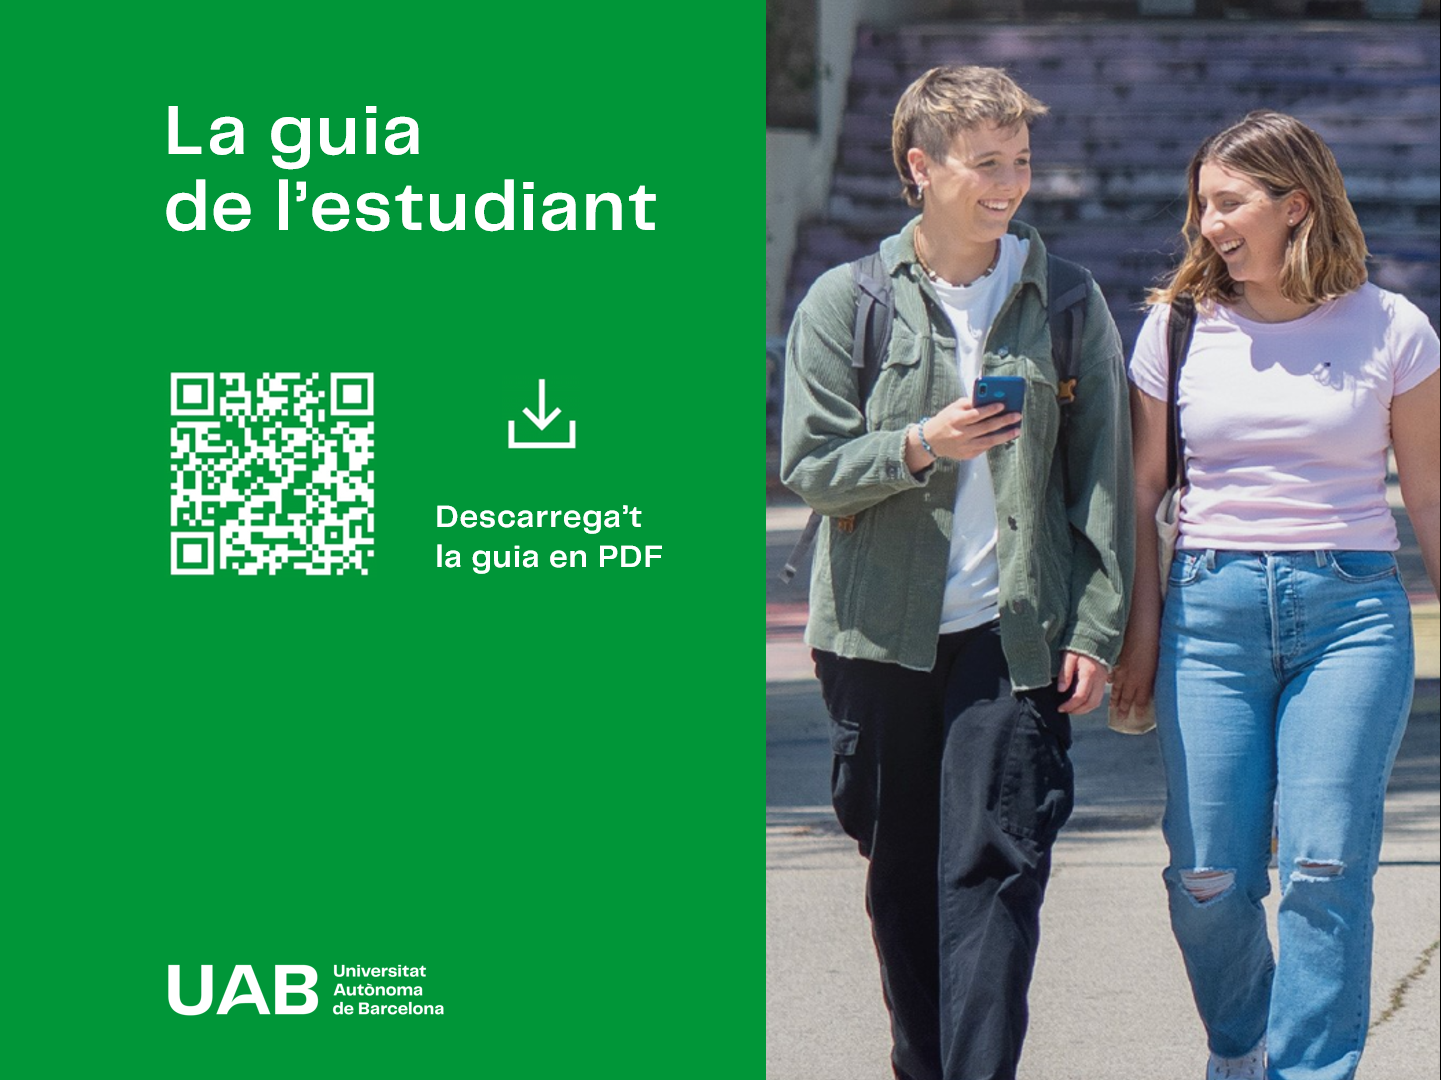 La guia
de l’estudiant
Descarrega’t
la guia en PDF
UAB
Universitat
Autònoma
de Barcelona